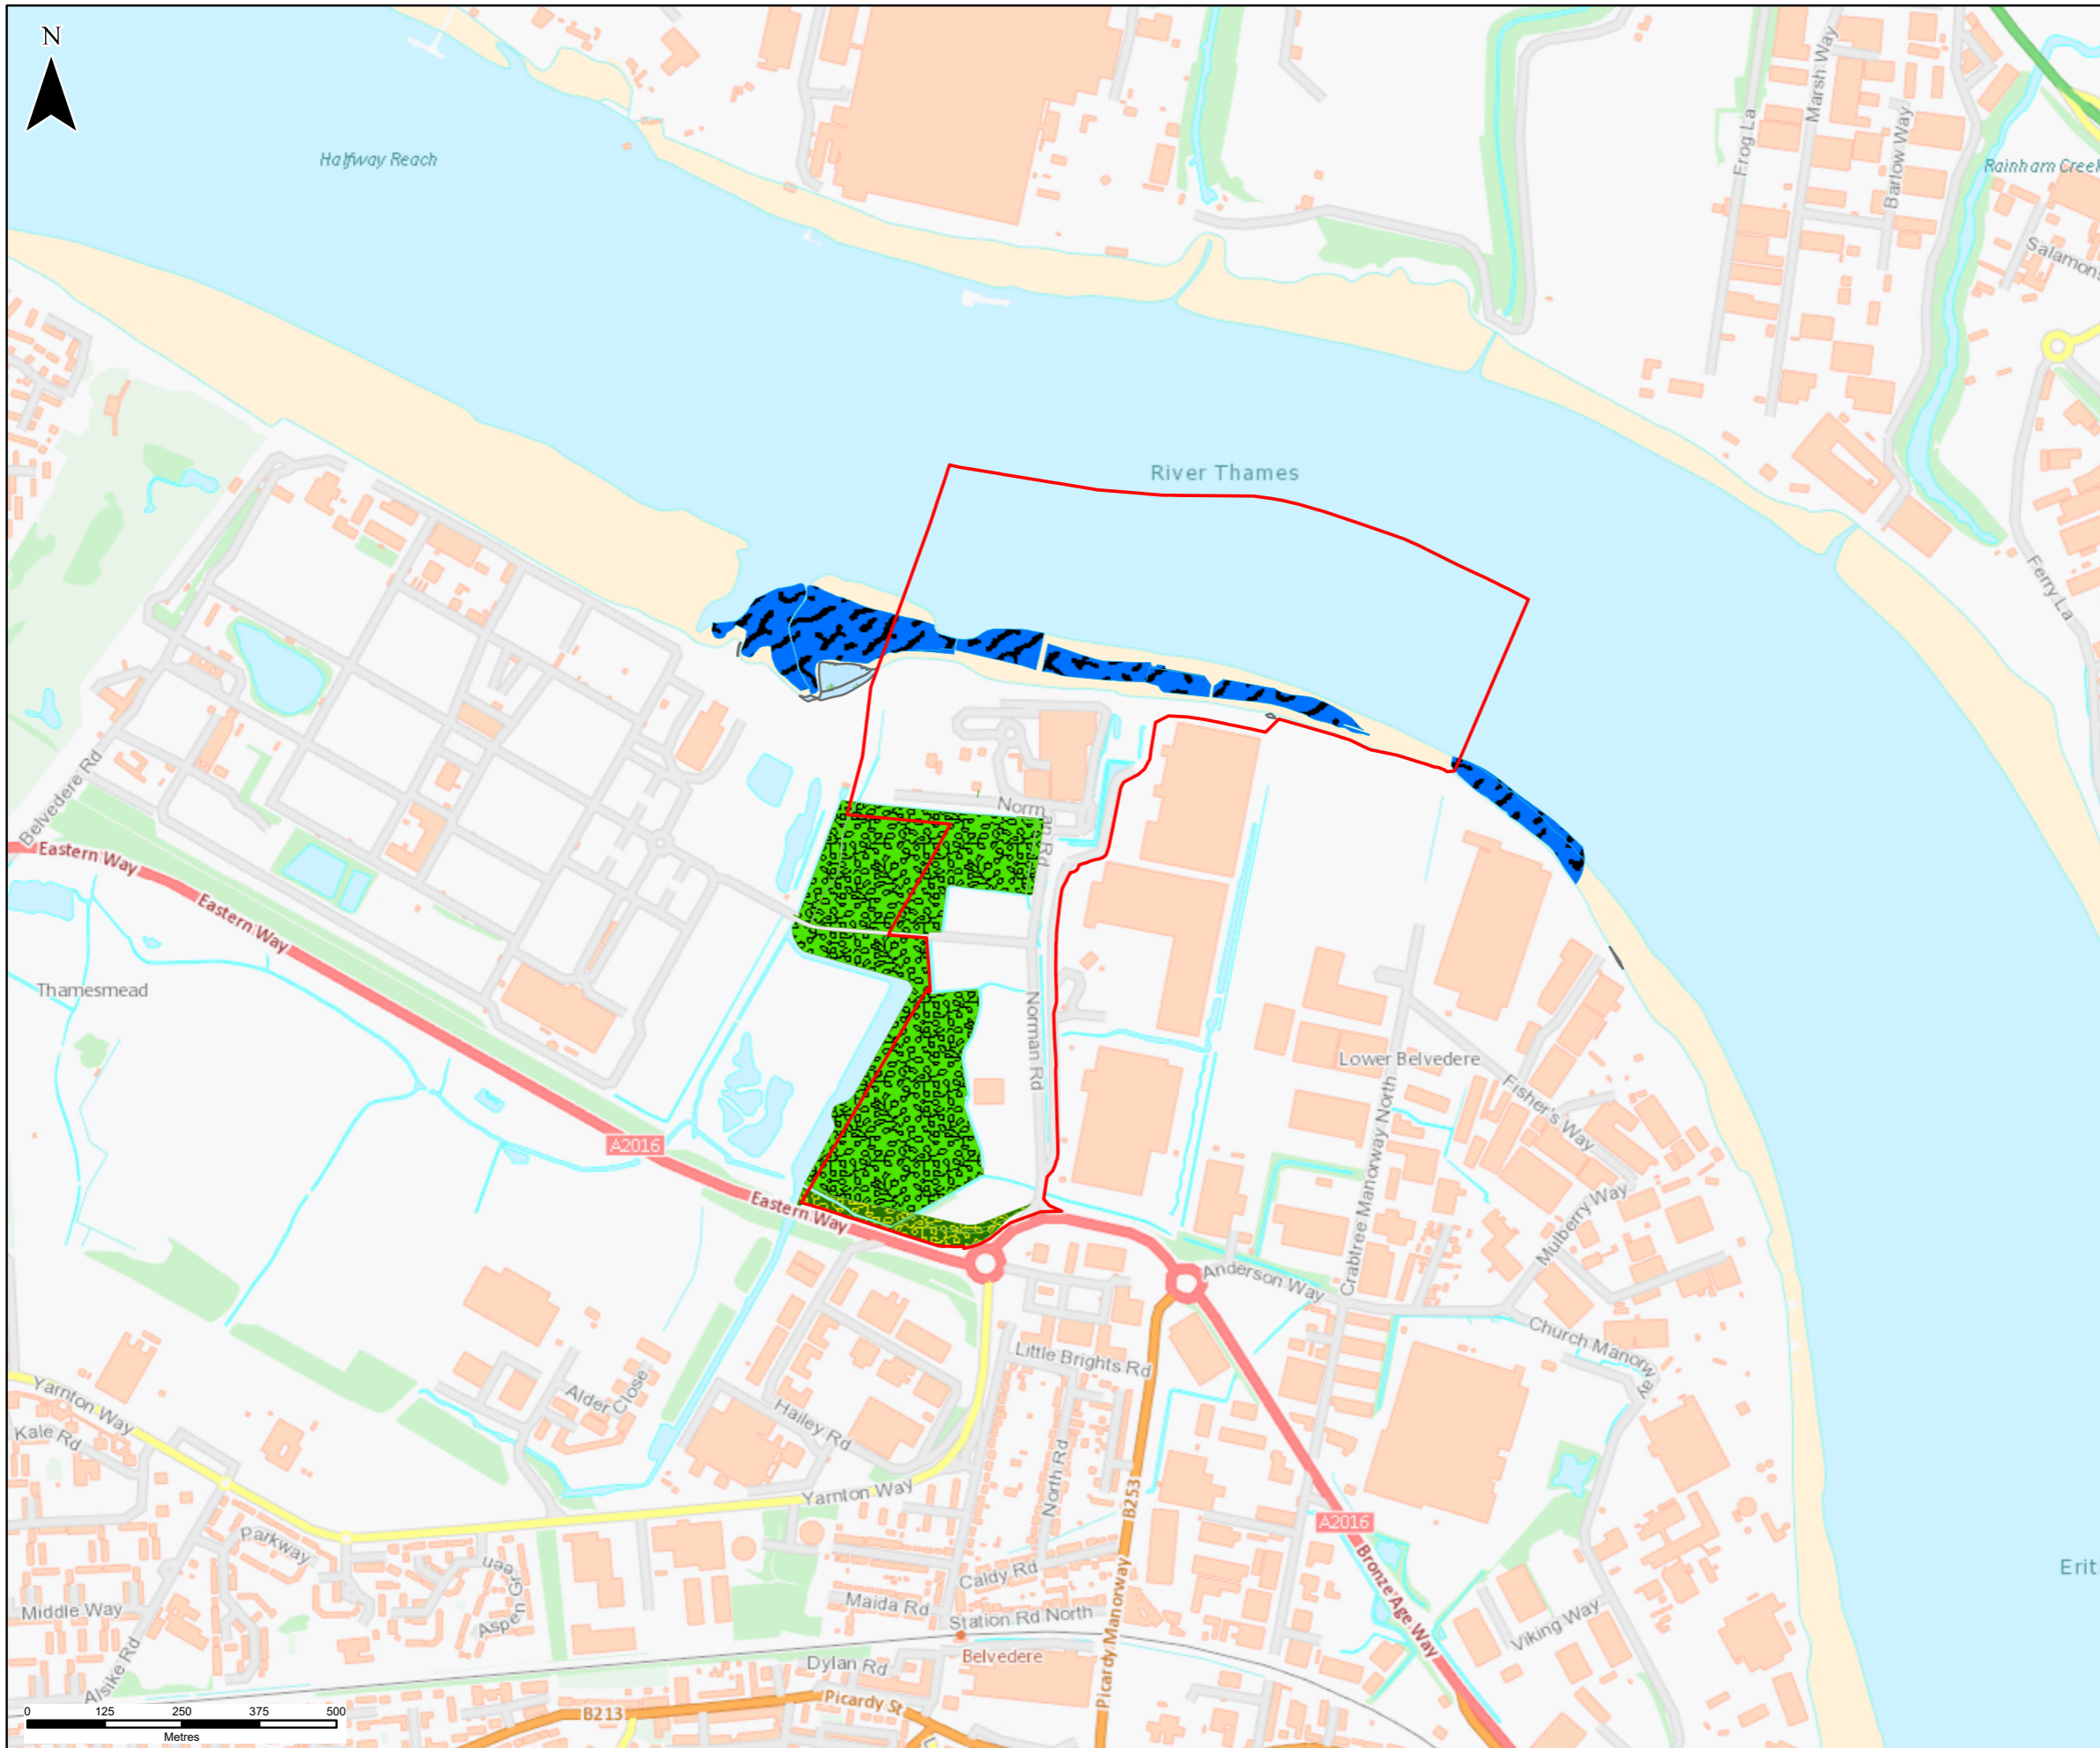 N
Halfway Reach
Frog La
Marsh Way
Barlow Way
Rainham Creek
Salamons
River Thames
Ferry La
Belvedere Rd
Eastern Way
Eastern Way
Norman Rd
Thamesmead
Norman Rd
Lower Belvedere
Fisher's Way
A2016
Eastern Way
Crabtree Manorway North
Mulberry Way
Anderson Way
Church Manorway
Little Brights Rd
Alder Close
Yarnton Way
Kale Rd
Hailey Rd
North Rd
B253
Yarnton Way
A2016
Parkway
Aspen Green
Caldy Rd
Bronze Age Way
Erit
Middle Way
Maida Rd
Station Rd North
Viking Way
Alsike Rd
Belvedere
Dylan Rd
Picardy Manorway
Picardy St
B213
0 125 250 375 500
Metres